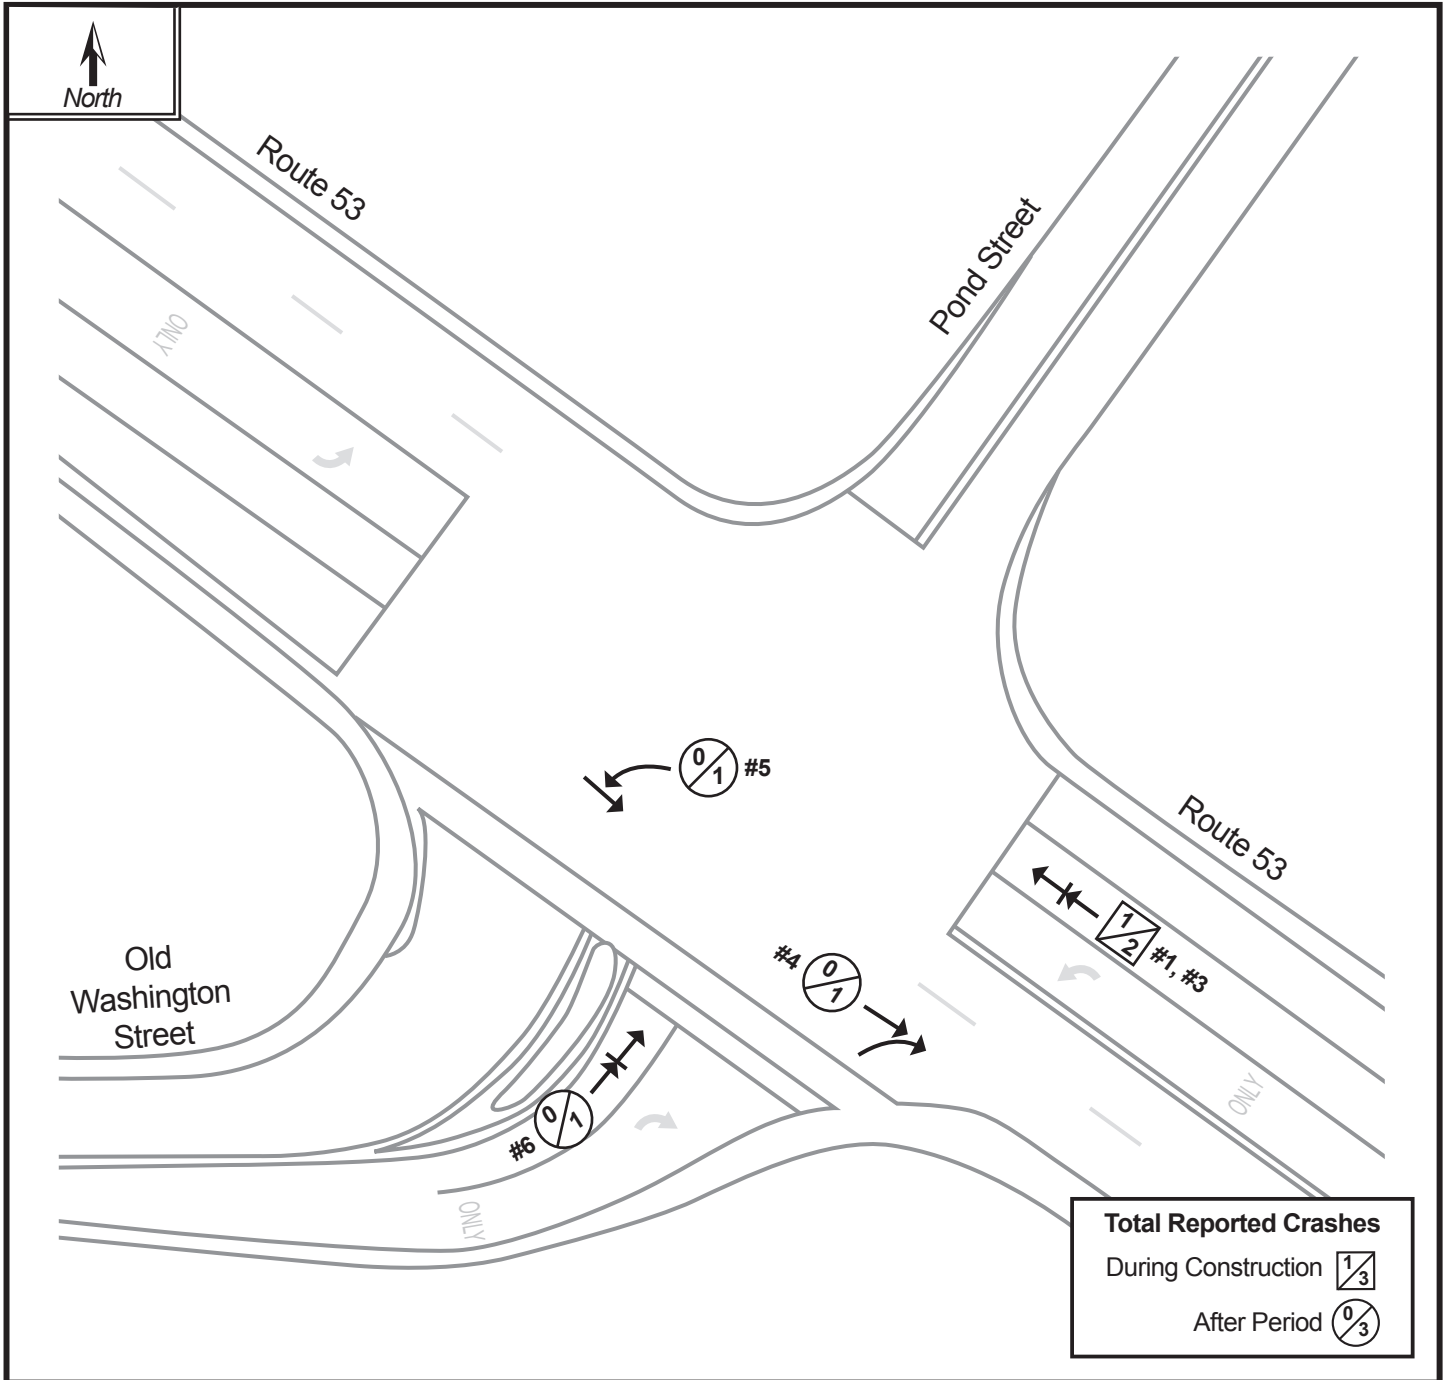 North
Route 53
Pond Street
ONLY
0/1 #5
Route 53
1/2 #1, #3
#4 0/1
Old
Washington
Street
ONLY
#6 0/1
ONLY
Total Reported Crashes
During Construction 1/3
After Period 0/3